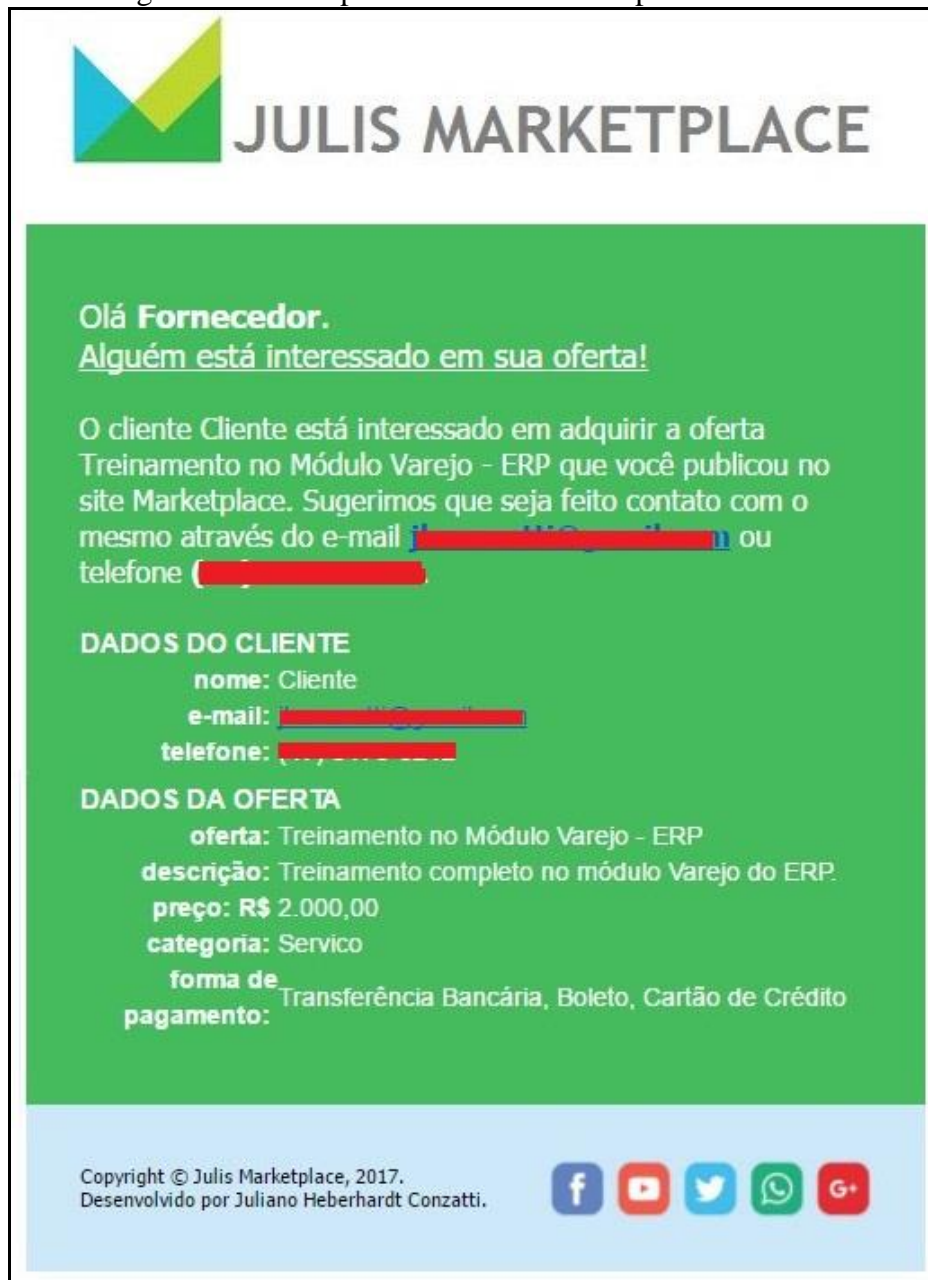 JULIS MARKETPLACE
Olá Fornecedor.
Alguém está interessado em sua oferta!
O cliente Cliente está interessado em adquirir a oferta
Treinamento no Módulo Varejo - ERP que você publicou no
site Marketplace. Sugerimos que seja feito contato com o
mesmo através do e-mail ou
telefone (
DADOS DO CLIENTE
nome: Cliente
e-mail:
telefone:
DADOS DA OFERTA
oferta: Treinamento no Módulo Varejo - ERP
descrição: Treinamento completo no módulo Varejo do ERP.
preço: R$ 2.000,00
categoria: Servico
forma de
pagamento: Transferência Bancária, Boleto, Cartão de Crédito
Copyright © Julis Marketplace, 2017.
Desenvolvido por Juliano Heberhardt Conzatti.
f
G+